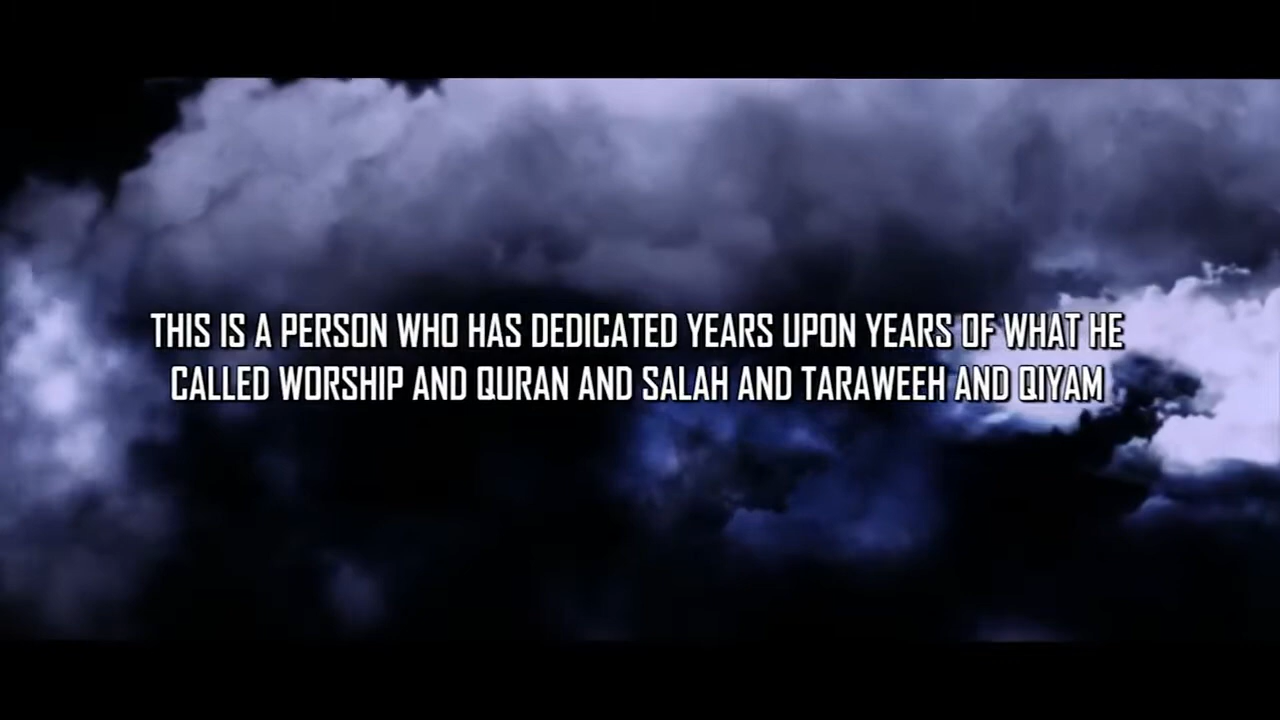 THIS IS A PERSON WHO HAS DEDICATED YEARS UPON YEARS OF WHAT HE
CALLED WORSHIP AND QURAN AND SALAH AND TARAWEEH AND QIYAM